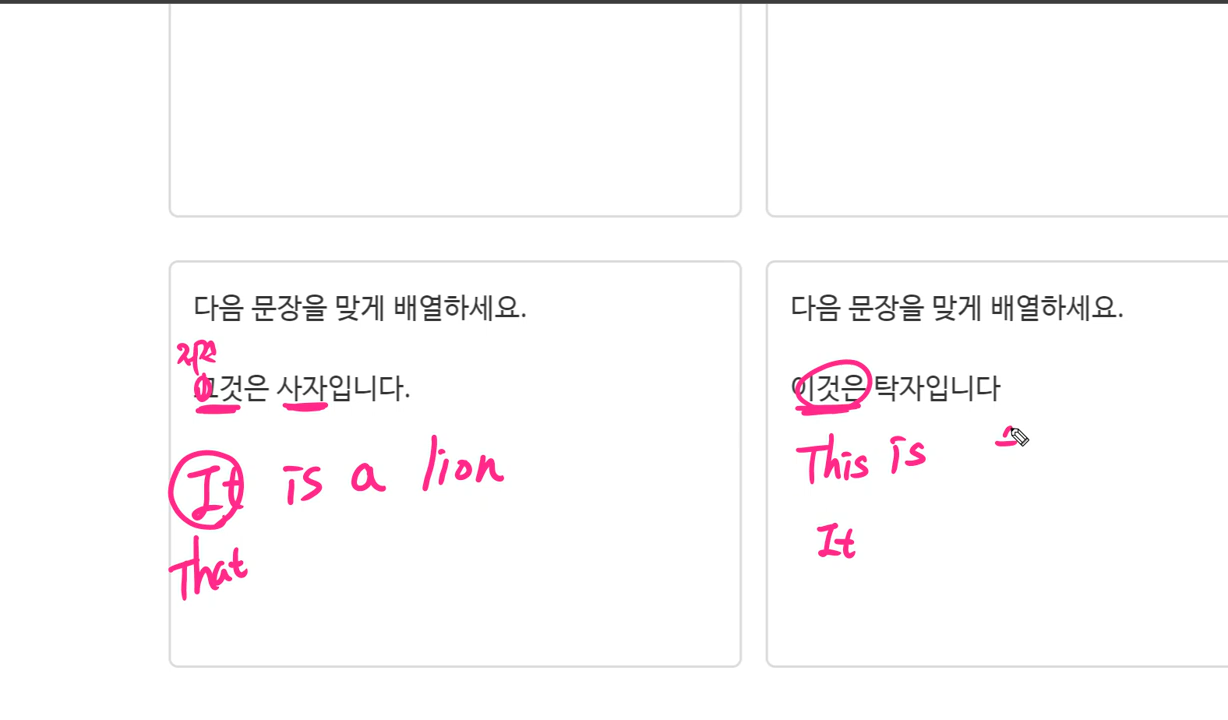 다음 문장을 맞게 배열하세요.
그것은 사자입니다.
It is a lion
That
다음 문장을 맞게 배열하세요.
이것은 탁자입니다
This is
It